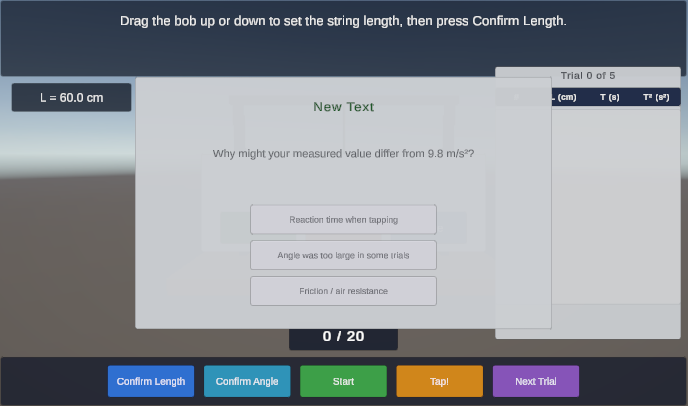 Drag the bob up or down to set the string length, then press Confirm Length.
Trial 0 of 5
L = 60.0 cm
L (cm) T (s) T² (s²)
New Text
Why might your measured value differ from 9.8 m/s²?
Reaction time when tapping
Angle was too large in some trials
Friction / air resistance
0 / 20
Confirm Length Confirm Angle Start Tap! Next Trial